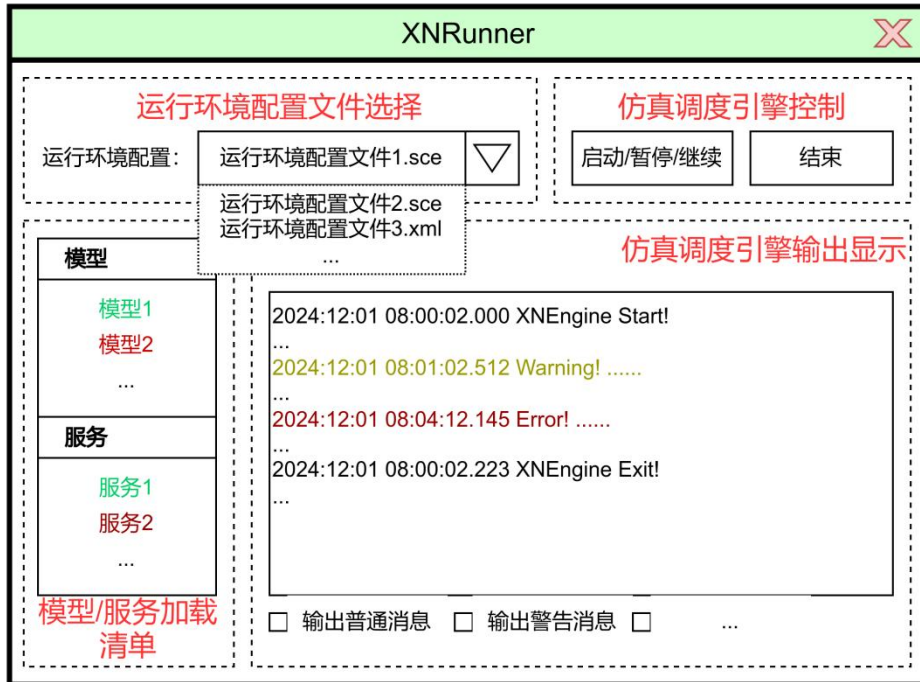 XNRunner
运行环境配置文件选择
仿真调度引擎控制
运行环境配置:
运行环境配置文件1.sce
启动/暂停/继续
结束
运行环境配置文件2.sce
运行环境配置文件3.xml
...
仿真调度引擎输出显示
模型
模型1
模型2
...
服务
服务1
服务2
...
模型/服务加载
清单
2024:12:01 08:00:02.000 XNEngine Start!
...
2024:12:01 08:01:02.512 Warning! ......
...
2024:12:01 08:04:12.145 Error! ......
...
2024:12:01 08:00:02.223 XNEngine Exit!
...
输出普通消息
输出警告消息
...